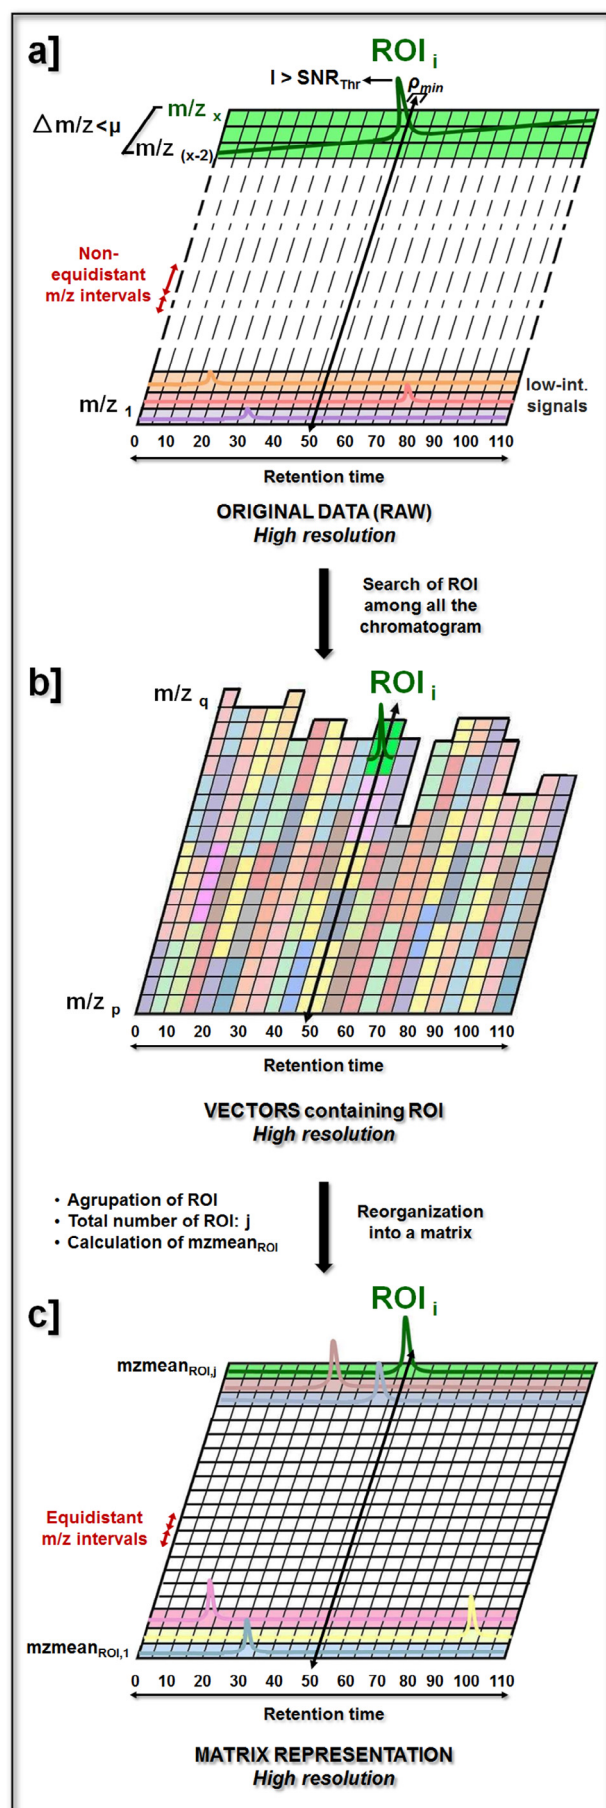 a]
ROI i
I > SNRThr
ρmin
Δm/z<μ
m/z x
m/z (x-2)
Non-
equidistant
m/z intervals
low-int.
signals
m/z 1
0 10 20 30 40 50 60 70 80 90 100 110
Retention time
ORIGINAL DATA (RAW)
High resolution
Search of ROI
among all the
chromatogram
b]
ROI i
m/z q
m/z p
0 10 20 30 40 50 60 70 80 90 100 110
Retention time
VECTORS containing ROI
High resolution
• Agrupation of ROI
• Total number of ROI: j
• Calculation of mzmeanROI
Reorganization
into a matrix
c]
ROI i
mzmeanROI,j
Equidistant
m/z intervals
mzmeanROI,1
0 10 20 30 40 50 60 70 80 90 100 110
Retention time
MATRIX REPRESENTATION
High resolution